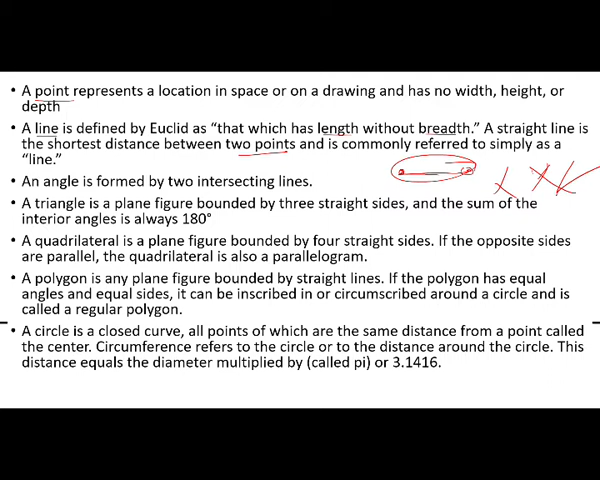 • A point represents a location in space or on a drawing and has no width, height, or
depth
• A line is defined by Euclid as “that which has length without breadth.” A straight line is
the shortest distance between two points and is commonly referred to simply as a
“line.”
• An angle is formed by two intersecting lines.
• A triangle is a plane figure bounded by three straight sides, and the sum of the
interior angles is always 180°
• A quadrilateral is a plane figure bounded by four straight sides. If the opposite sides
are parallel, the quadrilateral is also a parallelogram.
• A polygon is any plane figure bounded by straight lines. If the polygon has equal
angles and equal sides, it can be inscribed in or circumscribed around a circle and is
called a regular polygon.
• A circle is a closed curve, all points of which are the same distance from a point called
the center. Circumference refers to the circle or to the distance around the circle. This
distance equals the diameter multiplied by (called pi) or 3.1416.